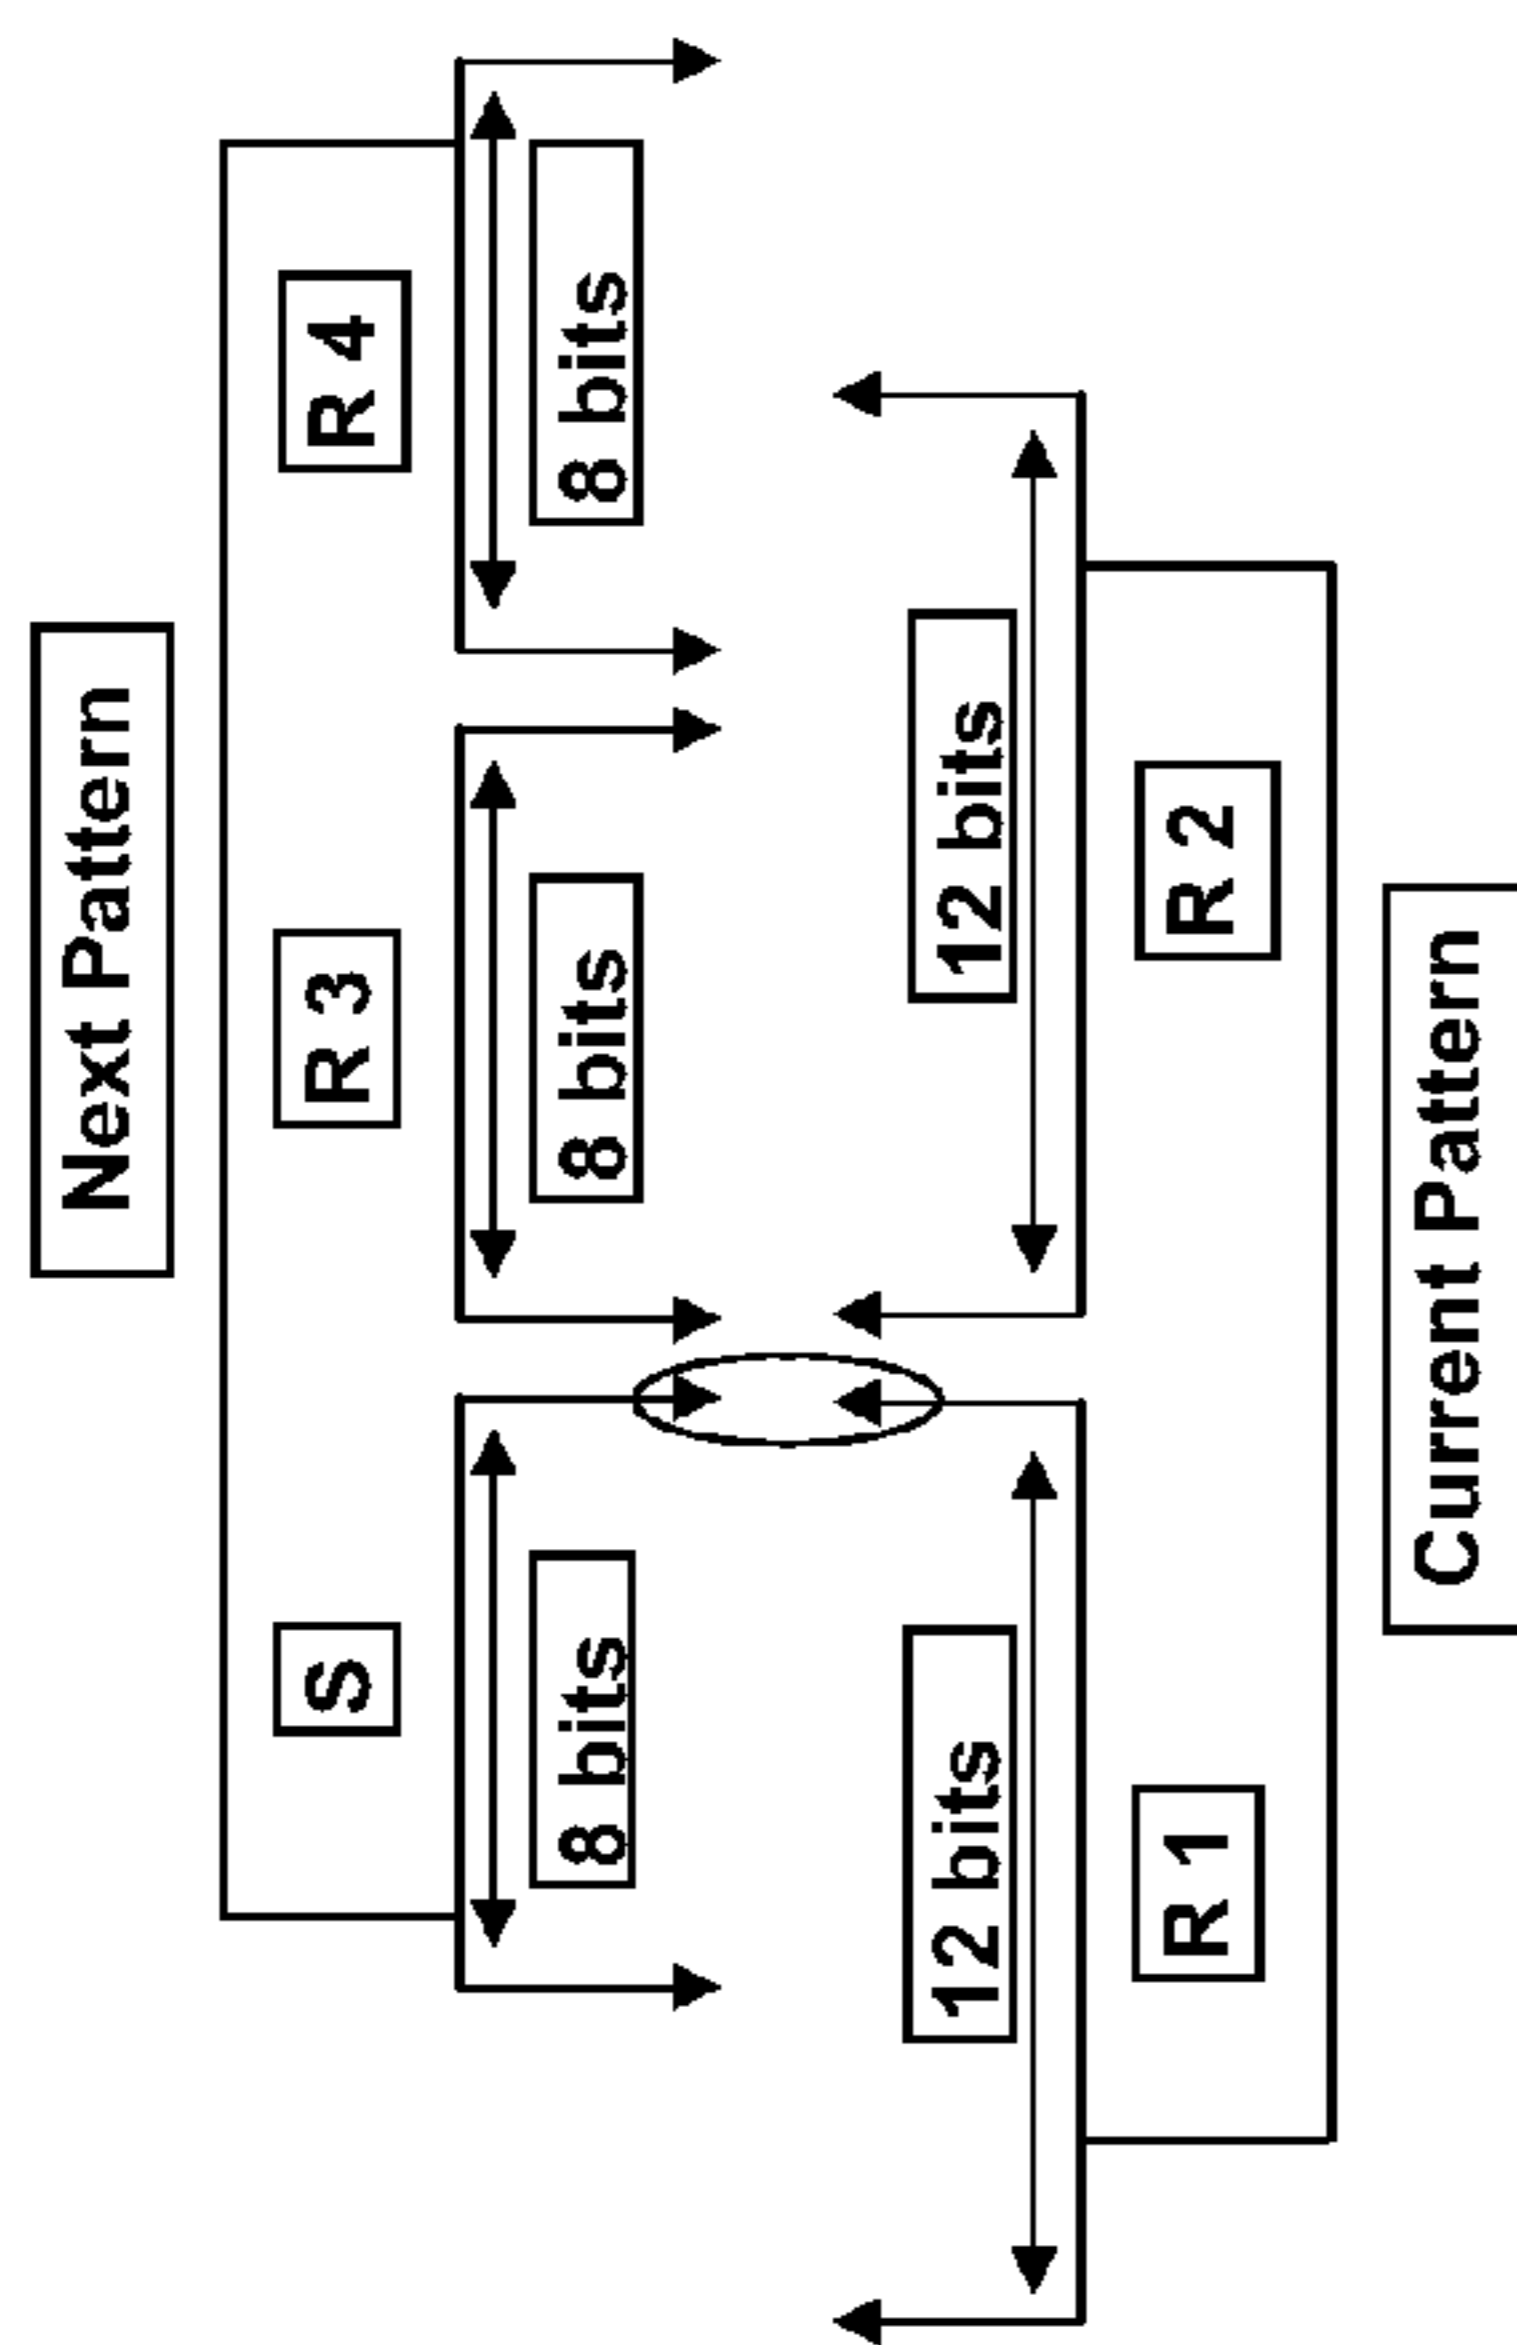 Next Pattern
S
R 3
R 4
8 bits
8 bits
8 bits
12 bits
12 bits
R 1
R 2
Current Pattern